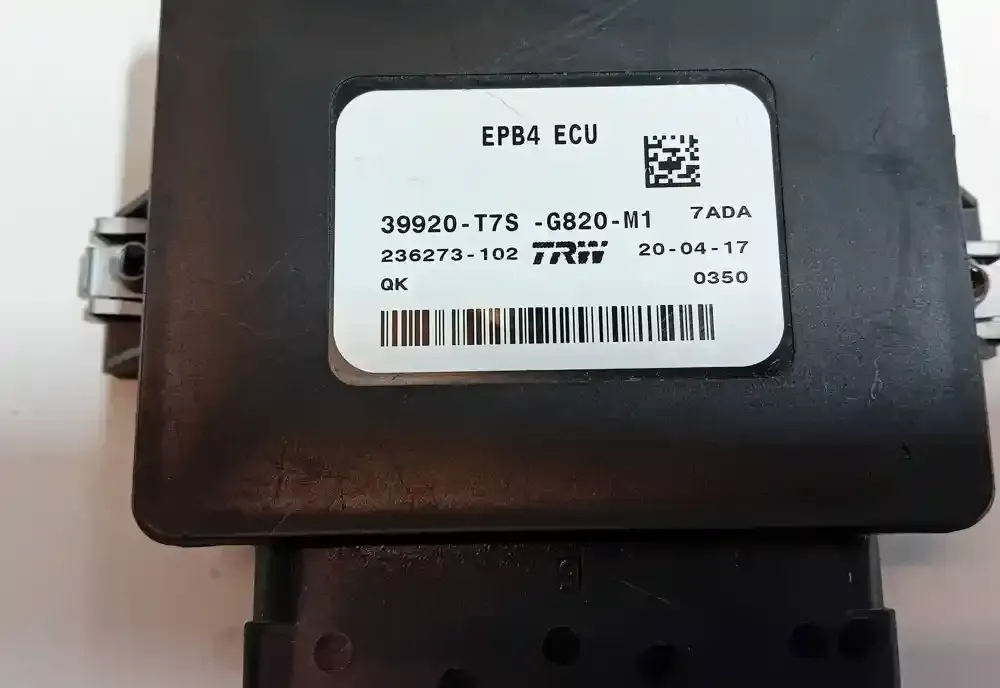 EPB4 ECU
39920-T7S -G820-M1 7ADA
236273-102 TRW 20-04-17
QK 0350